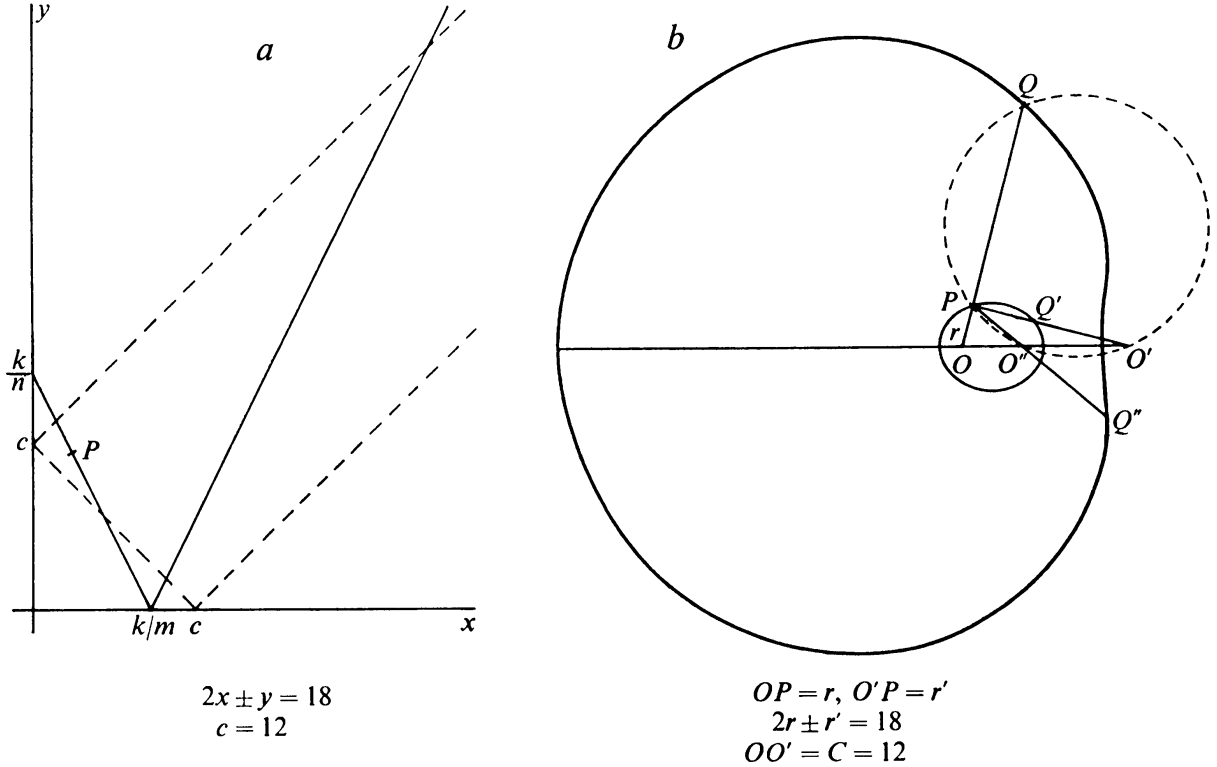 y
a
k
n
c
P
k/m
c
x
2x ± y = 18
c = 12
b
Q
P
Q′
r
O
O″
O′
Q″
OP = r, O′P = r′
2r ± r′ = 18
OO′ = C = 12